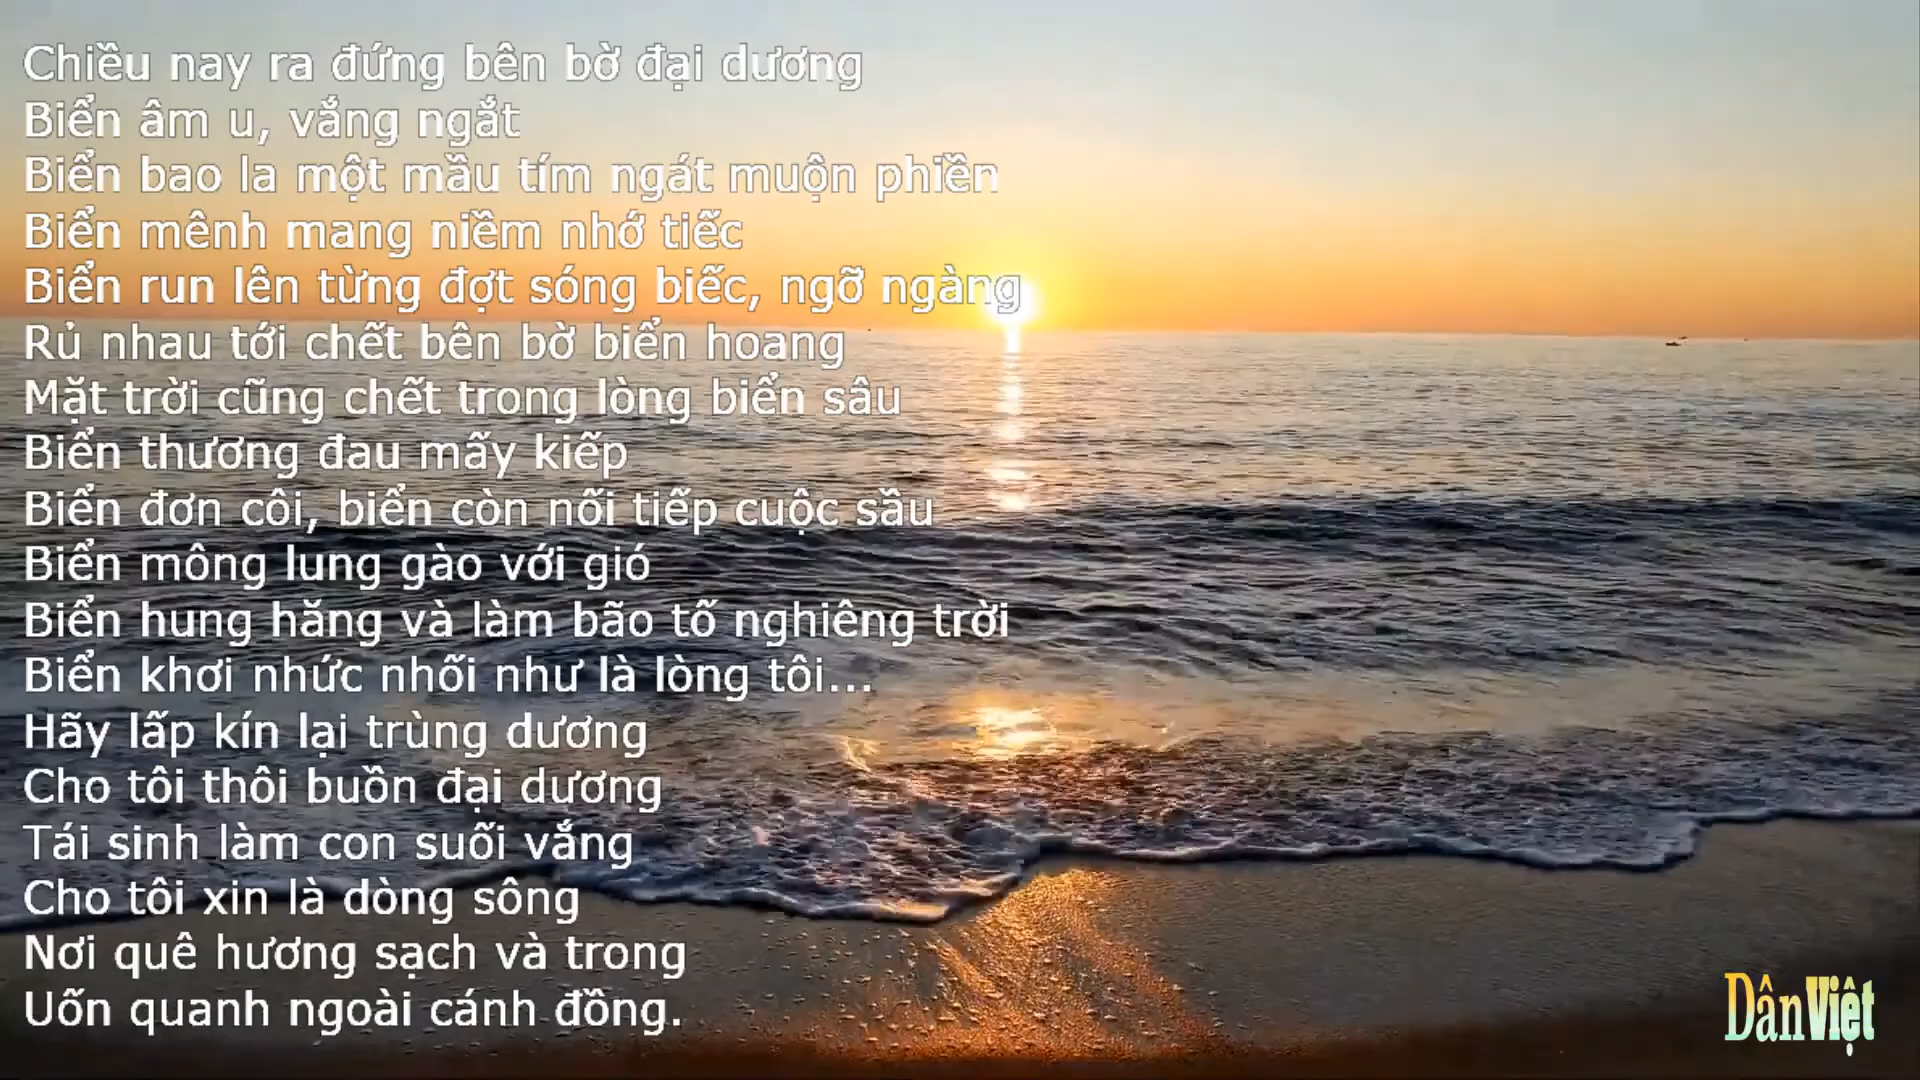 Chiều nay ra đứng bên bờ đại dương
Biển âm u, vắng ngắt
Biển bao la một mầu tím ngát muộn phiền
Biển mênh mang niềm nhớ tiếc
Biển run lên từng đợt sóng biếc, ngỡ ngàng
Rủ nhau tới chết bên bờ biển hoang
Mặt trời cũng chết trong lòng biển sâu
Biển thương đau mấy kiếp
Biển đơn côi, biển còn nối tiếp cuộc sầu
Biển mông lung gào với gió
Biển hung hăng và làm bão tố nghiêng trời
Biển khơi nhức nhối như là lòng tôi...
Hãy lấp kín lại trùng dương
Cho tôi thôi buồn đại dương
Tái sinh làm con suối vắng
Cho tôi xin là dòng sông
Nơi quê hương sạch và trong
Uốn quanh ngoài cánh đồng.
DânViệt